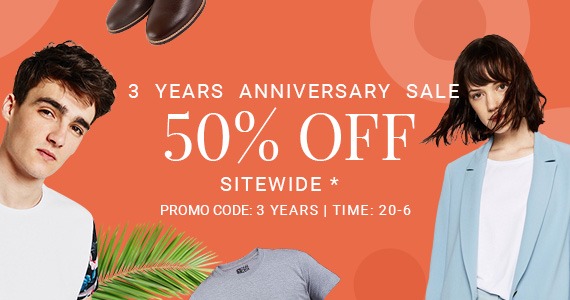 3 YEARS ANNIVERSARY SALE
50% OFF
SITEWIDE *
PROMO CODE: 3 YEARS | TIME: 20-6